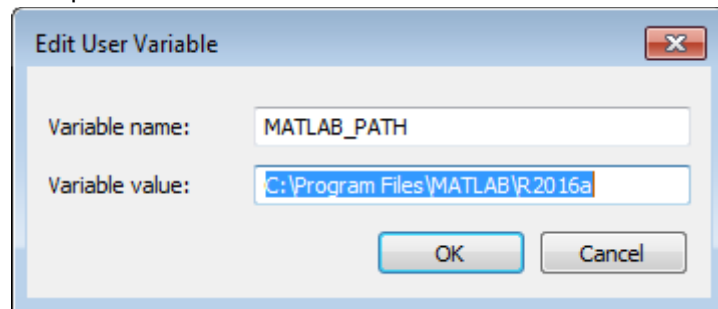 Edit User Variable
Variable name: MATLAB_PATH
Variable value: C:\Program Files\MATLAB\R2016a
OK Cancel